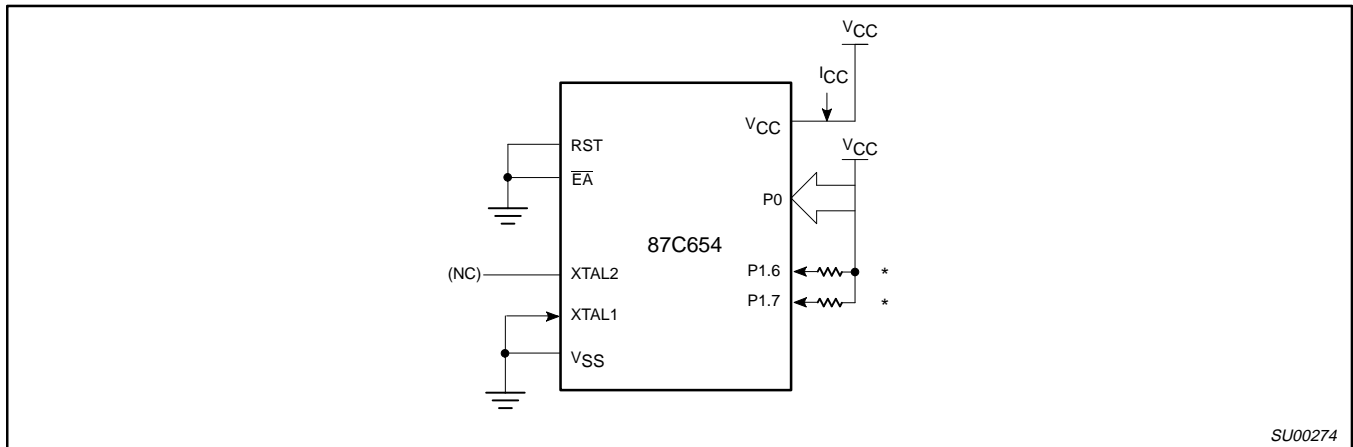 VCC
ICC
VCC
RST
EA
VCC
P0
87C654
(NC)
XTAL2
P1.6 *
P1.7 *
XTAL1
VSS
SU00274